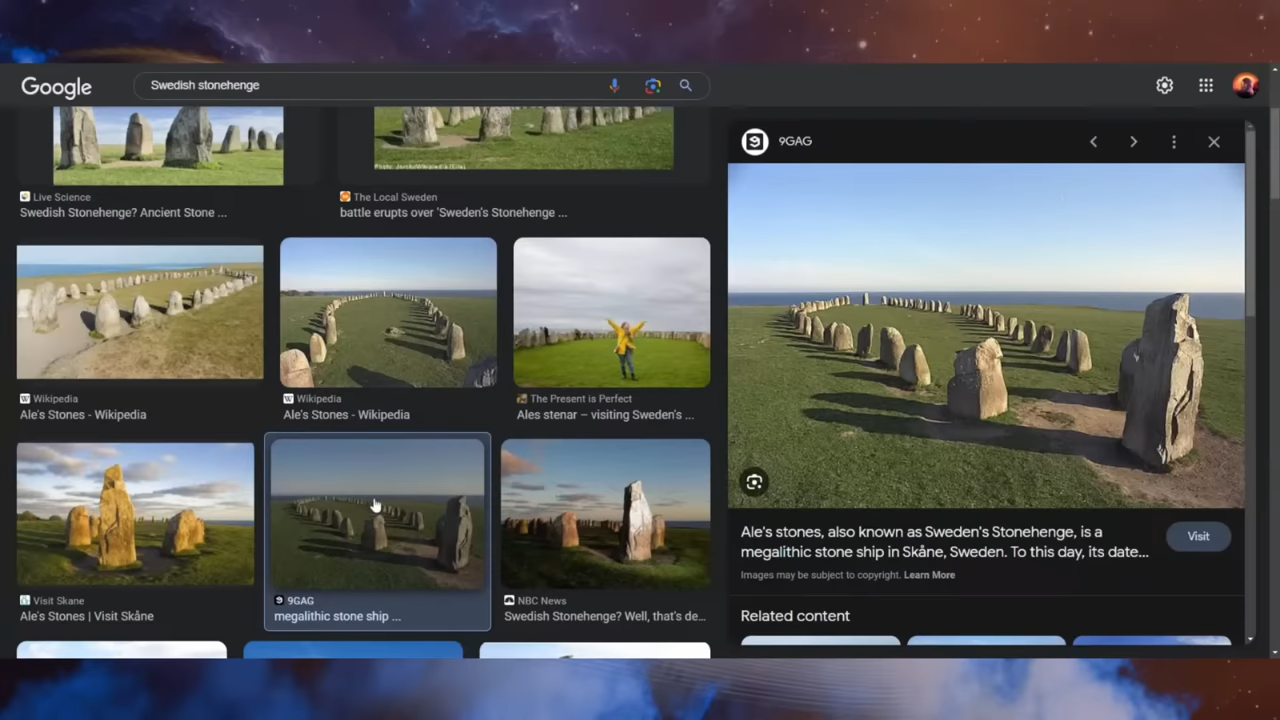 Google
Swedish stonehenge
Live Science
Swedish Stonehenge? Ancient Stone ...
The Local Sweden
battle erupts over 'Sweden's Stonehenge ...
Wikipedia
Ale's Stones - Wikipedia
Wikipedia
Ale's Stones - Wikipedia
The Present is Perfect
Ales stenar – visiting Sweden's ...
Visit Skane
Ale's Stones | Visit Skåne
9GAG
megalithic stone ship ...
NBC News
Swedish Stonehenge? Well, that's de...
9GAG
Ale's stones, also known as Sweden's Stonehenge, is a
megalithic stone ship in Skåne, Sweden. To this day, its date...
Visit
Images may be subject to copyright. Learn More
Related content